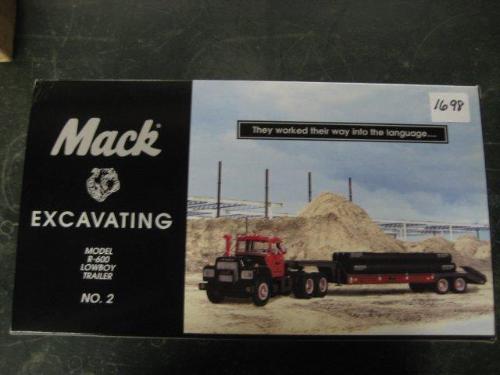 Mack
EXCAVATING
MODEL
R-600
LOWBOY
TRAILER
NO. 2
They worked their way into the language....
1698